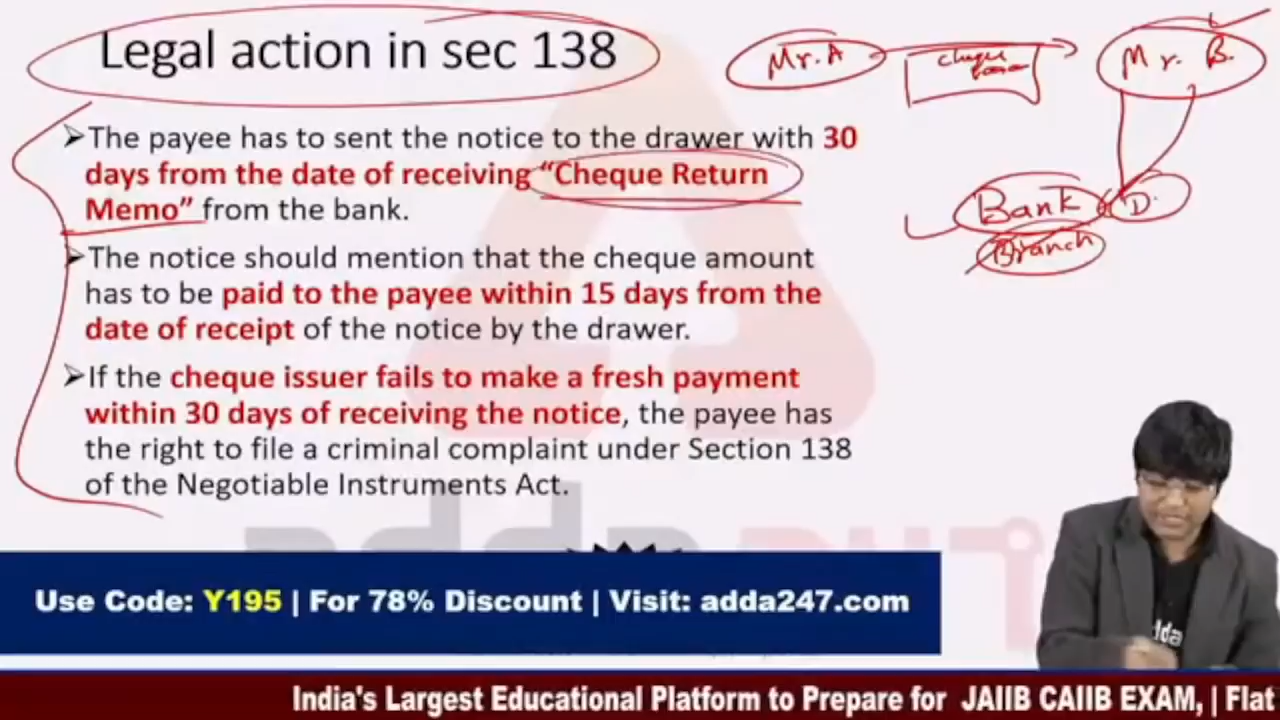 Legal action in sec 138
Mr. A
cheque
Mr. B.
➤The payee has to sent the notice to the drawer with 30
days from the date of receiving “Cheque Return
Memo” from the bank.
Bank
D.
Branch
➤The notice should mention that the cheque amount
has to be paid to the payee within 15 days from the
date of receipt of the notice by the drawer.
➤If the cheque issuer fails to make a fresh payment
within 30 days of receiving the notice, the payee has
the right to file a criminal complaint under Section 138
of the Negotiable Instruments Act.
Use Code: Y195 | For 78% Discount | Visit: adda247.com
India's Largest Educational Platform to Prepare for JAIIB CAIIB EXAM, | Flat